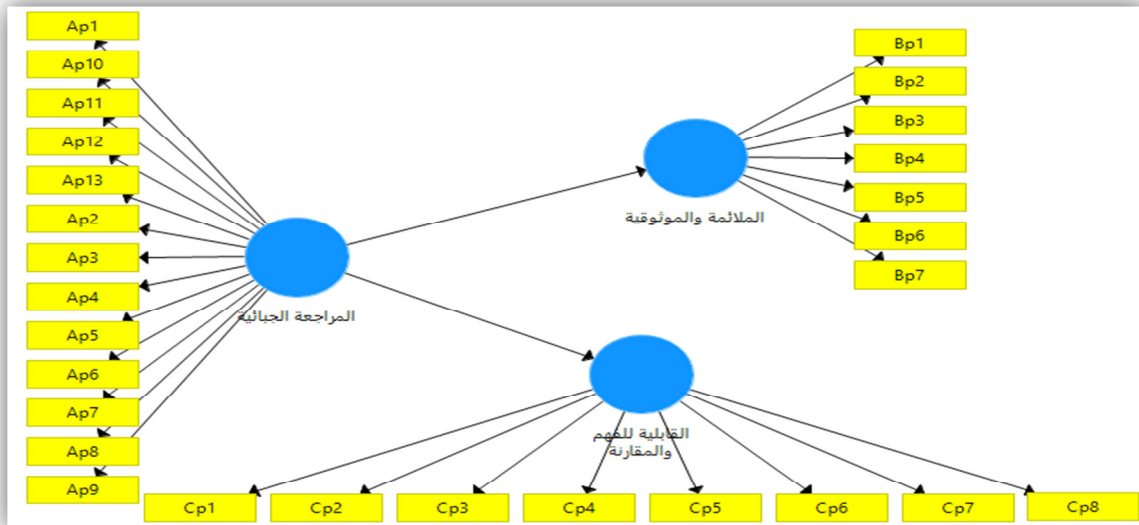 Ap1
Ap10
Ap11
Ap12
Ap13
Ap2
Ap3
Ap4
Ap5
Ap6
Ap7
Ap8
Ap9
المراجعة الجبائية
الملائمة والموثوقية
Bp1
Bp2
Bp3
Bp4
Bp5
Bp6
Bp7
القابلية للفهم
والمقارنة
Cp1
Cp2
Cp3
Cp4
Cp5
Cp6
Cp7
Cp8